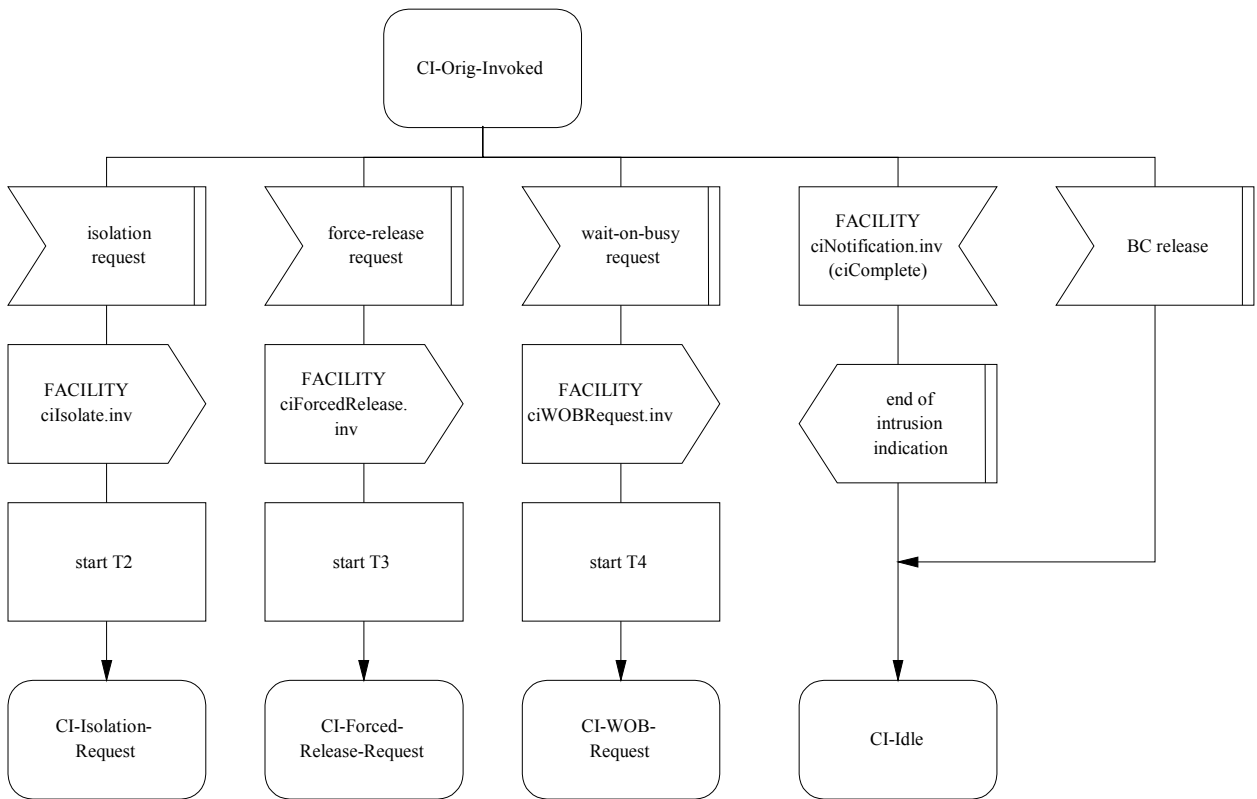 CI-Orig-Invoked
isolation
request
force-release
request
wait-on-busy
request
FACILITY
ciNotification.inv
(ciComplete)
BC release
FACILITY
ciIsolate.inv
FACILITY
ciForcedRelease.
inv
FACILITY
ciWOBRequest.inv
end of
intrusion
indication
start T2
start T3
start T4
CI-Isolation-
Request
CI-Forced-
Release-Request
CI-WOB-
Request
CI-Idle